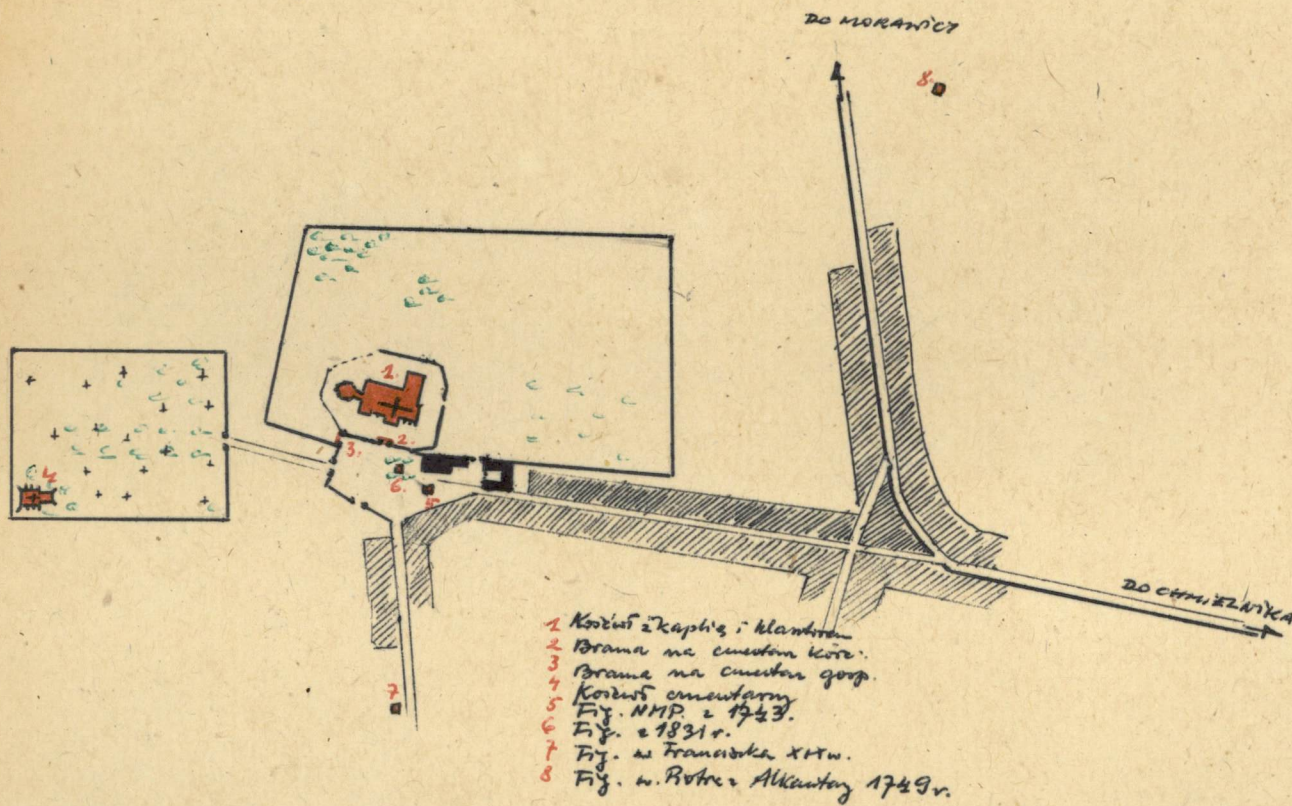 DO MORAWICY
8.
1.
2.
3.
4
6.
5
7
DO CHMIELNIKA
1 Kościół z kaplicą i klasztorem
2 Brama na cmentarz kośc.
3 Brama na cmentarz gosp.
4 Kościół cmentarny
5 Fig. NMP. z 1743.
6 Fig. z 1831 r.
7 Fig. św Franciszka XIX w.
8 Fig. św. Piotra z Alkantary 1749 r.